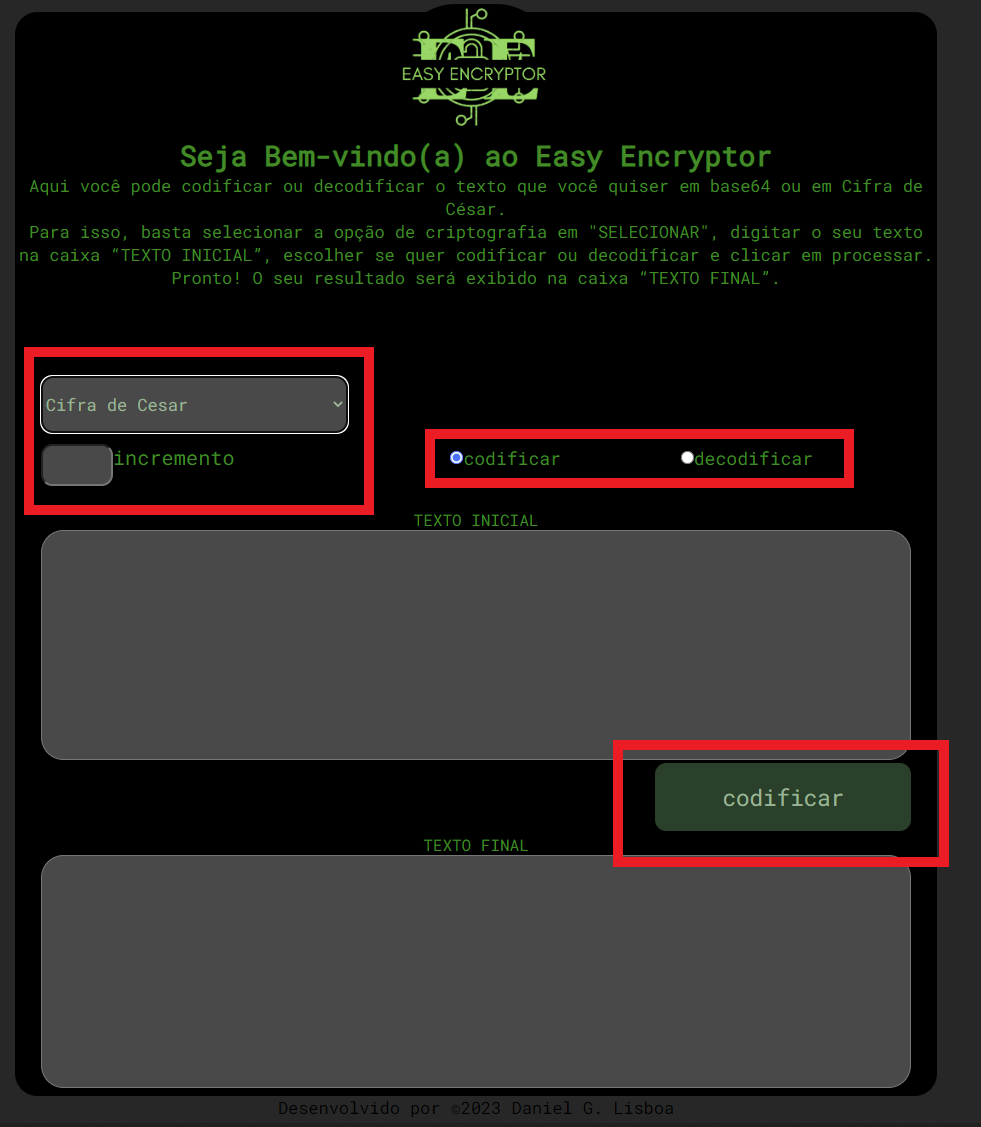 EASY ENCRYPTOR
Seja Bem-vindo(a) ao Easy Encryptor
Aqui você pode codificar ou decodificar o texto que você quiser em base64 ou em Cifra de
César.
Para isso, basta selecionar a opção de criptografia em "SELECIONAR", digitar o seu texto
na caixa “TEXTO INICIAL”, escolher se quer codificar ou decodificar e clicar em processar.
Pronto! O seu resultado será exibido na caixa “TEXTO FINAL”.
Cifra de Cesar
incremento
codificar
decodificar
TEXTO INICIAL
codificar
TEXTO FINAL
Desenvolvido por ©2023 Daniel G. Lisboa